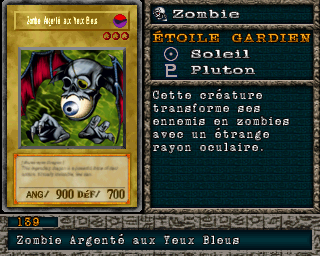 Zombie Argenté aux Yeux Bleus
ANG/ 900 DéF/ 700
Zombie
ÉTOILE GARDIEN
Soleil
Pluton
Cette créature
transforme ses
ennemis en zombies
avec un étrange
rayon oculaire.
139
Zombie Argenté aux Yeux Bleus